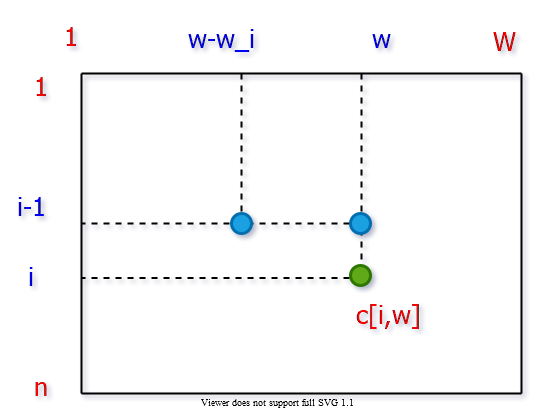 1 w-w_i w W
1
i-1
i
c[i,w]
n
Viewer does not support full SVG 1.1